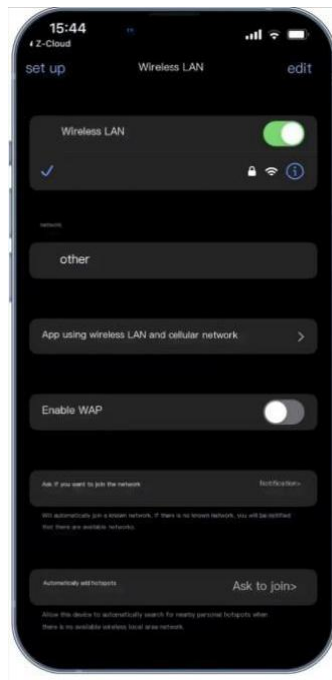 15:44
Z-Cloud
set up Wireless LAN edit
Wireless LAN
network
other
App using wireless LAN and cellular network >
Enable WAP
Ask if you want to join the network Notification>
Will automatically join a known network. If there is no known network, you will be notified
that there are available networks.
Automatically add hotspots Ask to join>
Allow this device to automatically search for nearby personal hotspots when
there is no available wireless local area network.